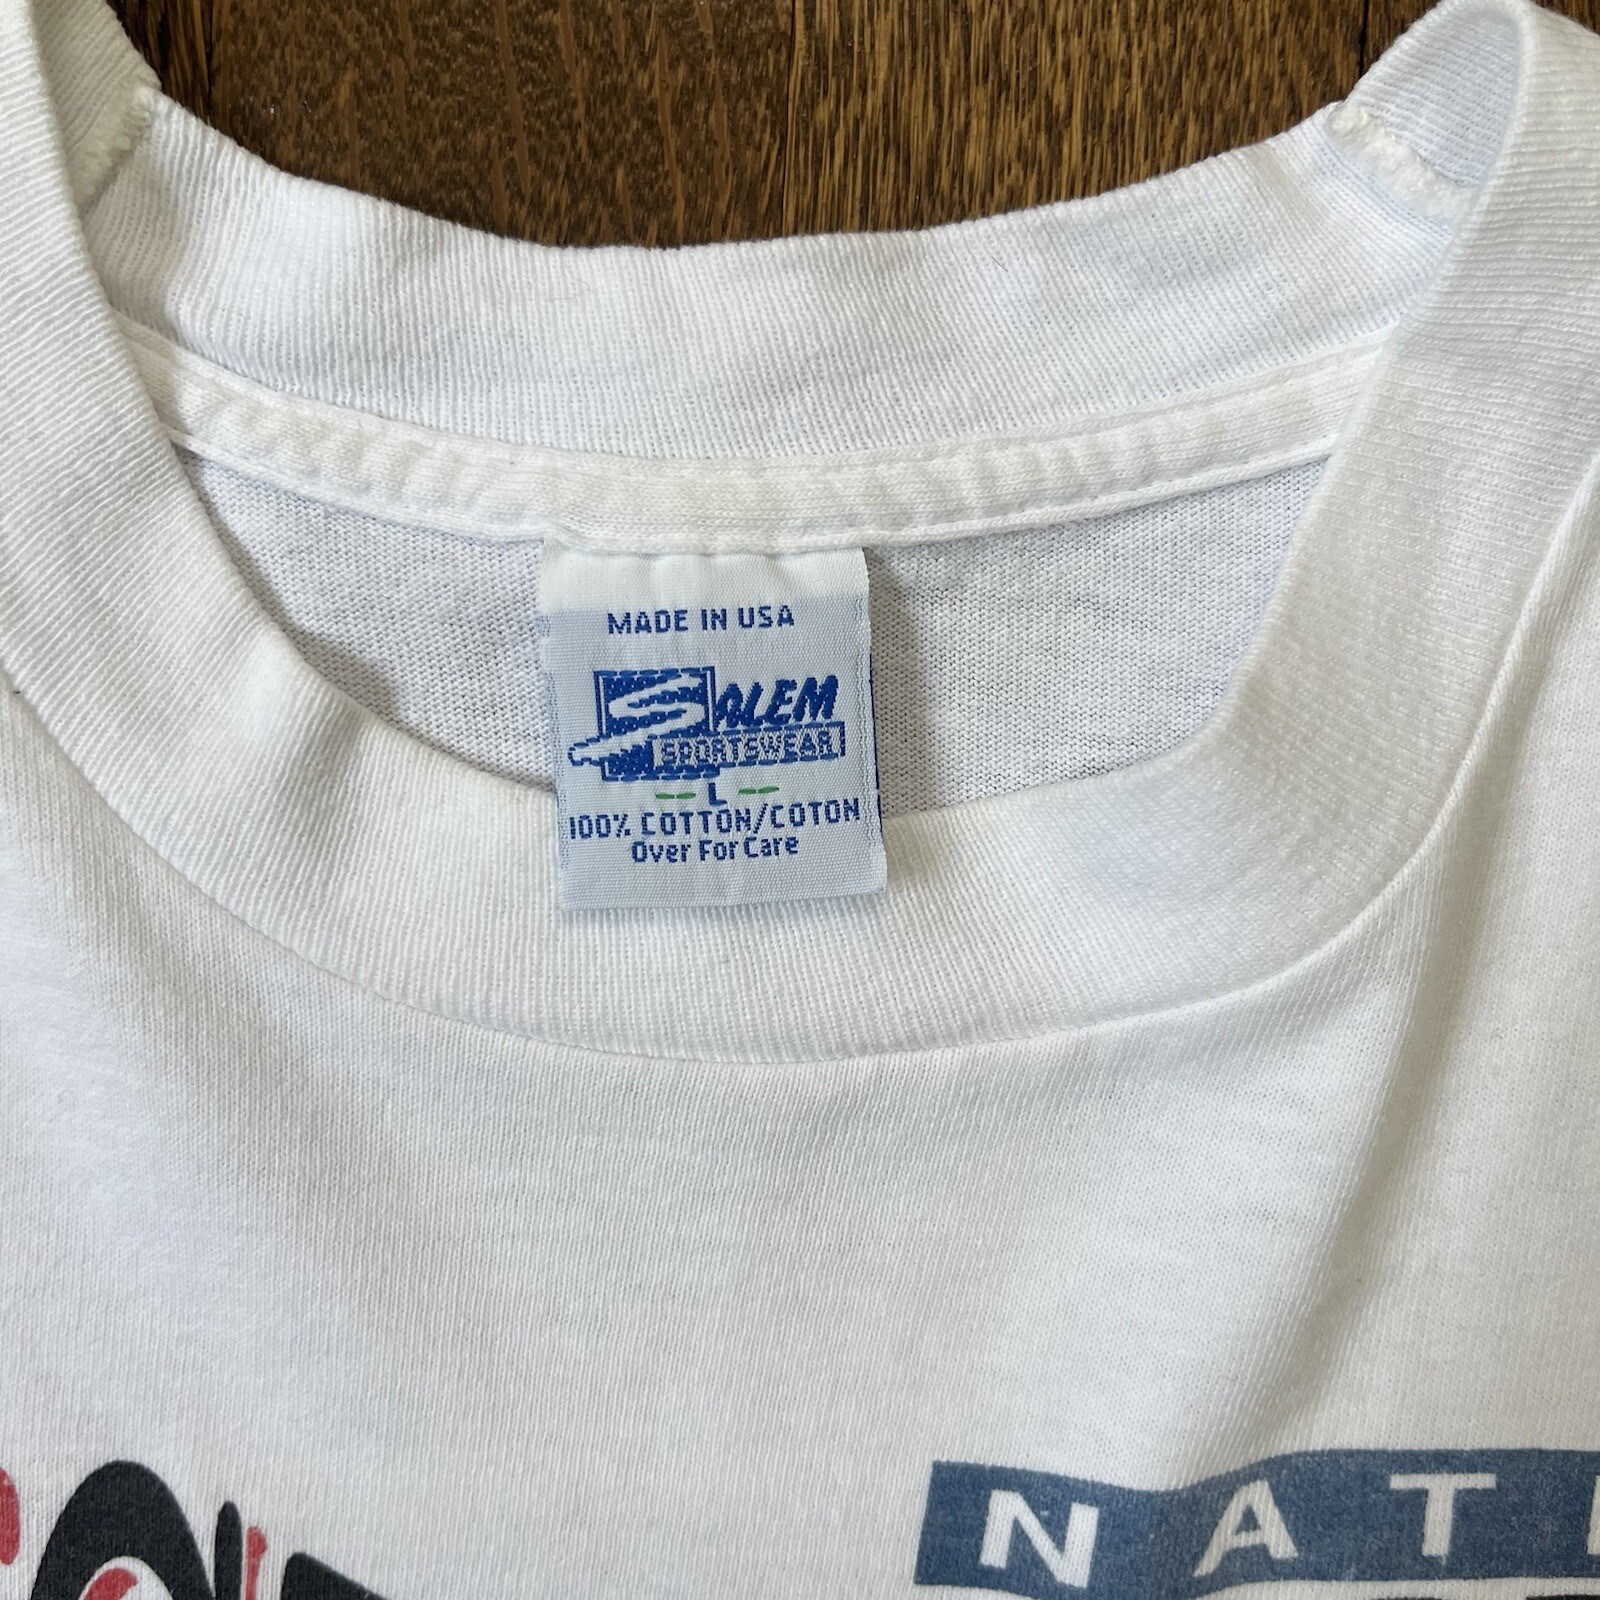 MADE IN USA
SALEM
SPORTSWEAR
L
100% COTTON/COTON
Over For Care
NAT